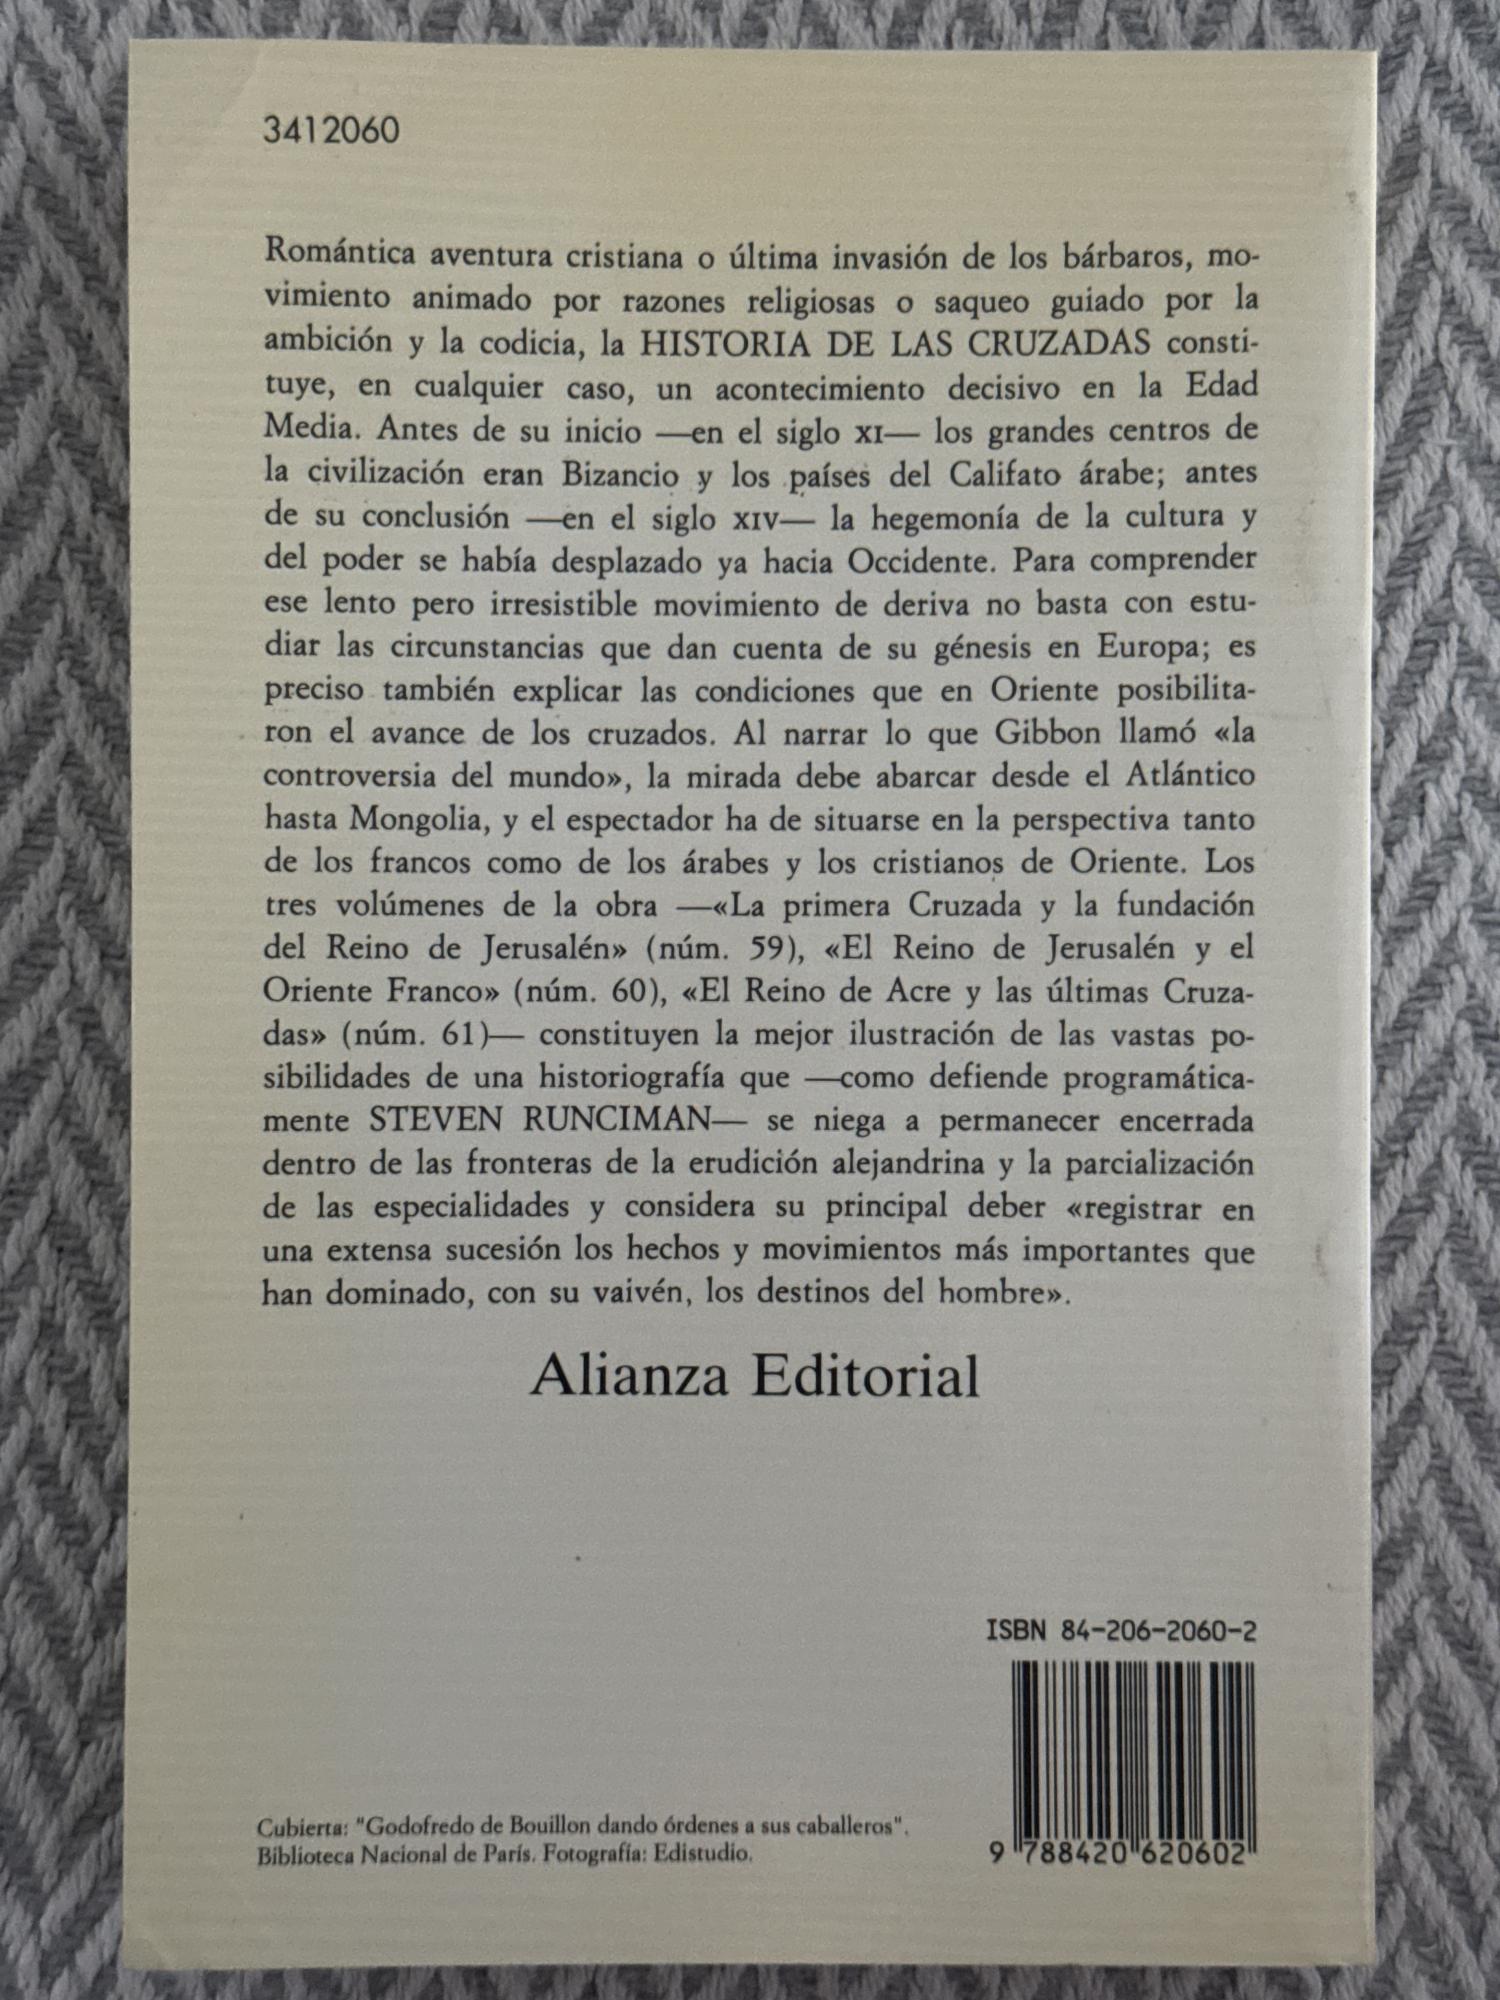 3412060
Romántica aventura cristiana o última invasión de los bárbaros, mo-
vimiento animado por razones religiosas o saqueo guiado por la
ambición y la codicia, la HISTORIA DE LAS CRUZADAS consti-
tuye, en cualquier caso, un acontecimiento decisivo en la Edad
Media. Antes de su inicio —en el siglo XI— los grandes centros de
la civilización eran Bizancio y los países del Califato árabe; antes
de su conclusión —en el siglo XIV— la hegemonía de la cultura y
del poder se había desplazado ya hacia Occidente. Para comprender
ese lento pero irresistible movimiento de deriva no basta con estu-
diar las circunstancias que dan cuenta de su génesis en Europa; es
preciso también explicar las condiciones que en Oriente posibilita-
ron el avance de los cruzados. Al narrar lo que Gibbon llamó «la
controversia del mundo», la mirada debe abarcar desde el Atlántico
hasta Mongolia, y el espectador ha de situarse en la perspectiva tanto
de los francos como de los árabes y los cristianos de Oriente. Los
tres volúmenes de la obra —«La primera Cruzada y la fundación
del Reino de Jerusalén» (núm. 59), «El Reino de Jerusalén y el
Oriente Franco» (núm. 60), «El Reino de Acre y las últimas Cruza-
das» (núm. 61)— constituyen la mejor ilustración de las vastas po-
sibilidades de una historiografía que —como defiende programática-
mente STEVEN RUNCIMAN— se niega a permanecer encerrada
dentro de las fronteras de la erudición alejandrina y la parcialización
de las especialidades y considera su principal deber «registrar en
una extensa sucesión los hechos y movimientos más importantes que
han dominado, con su vaivén, los destinos del hombre».
Alianza Editorial
ISBN 84-206-2060-2
9 788420 620602
Cubierta: "Godofredo de Bouillon dando órdenes a sus caballeros".
Biblioteca Nacional de París. Fotografía: Edistudio.